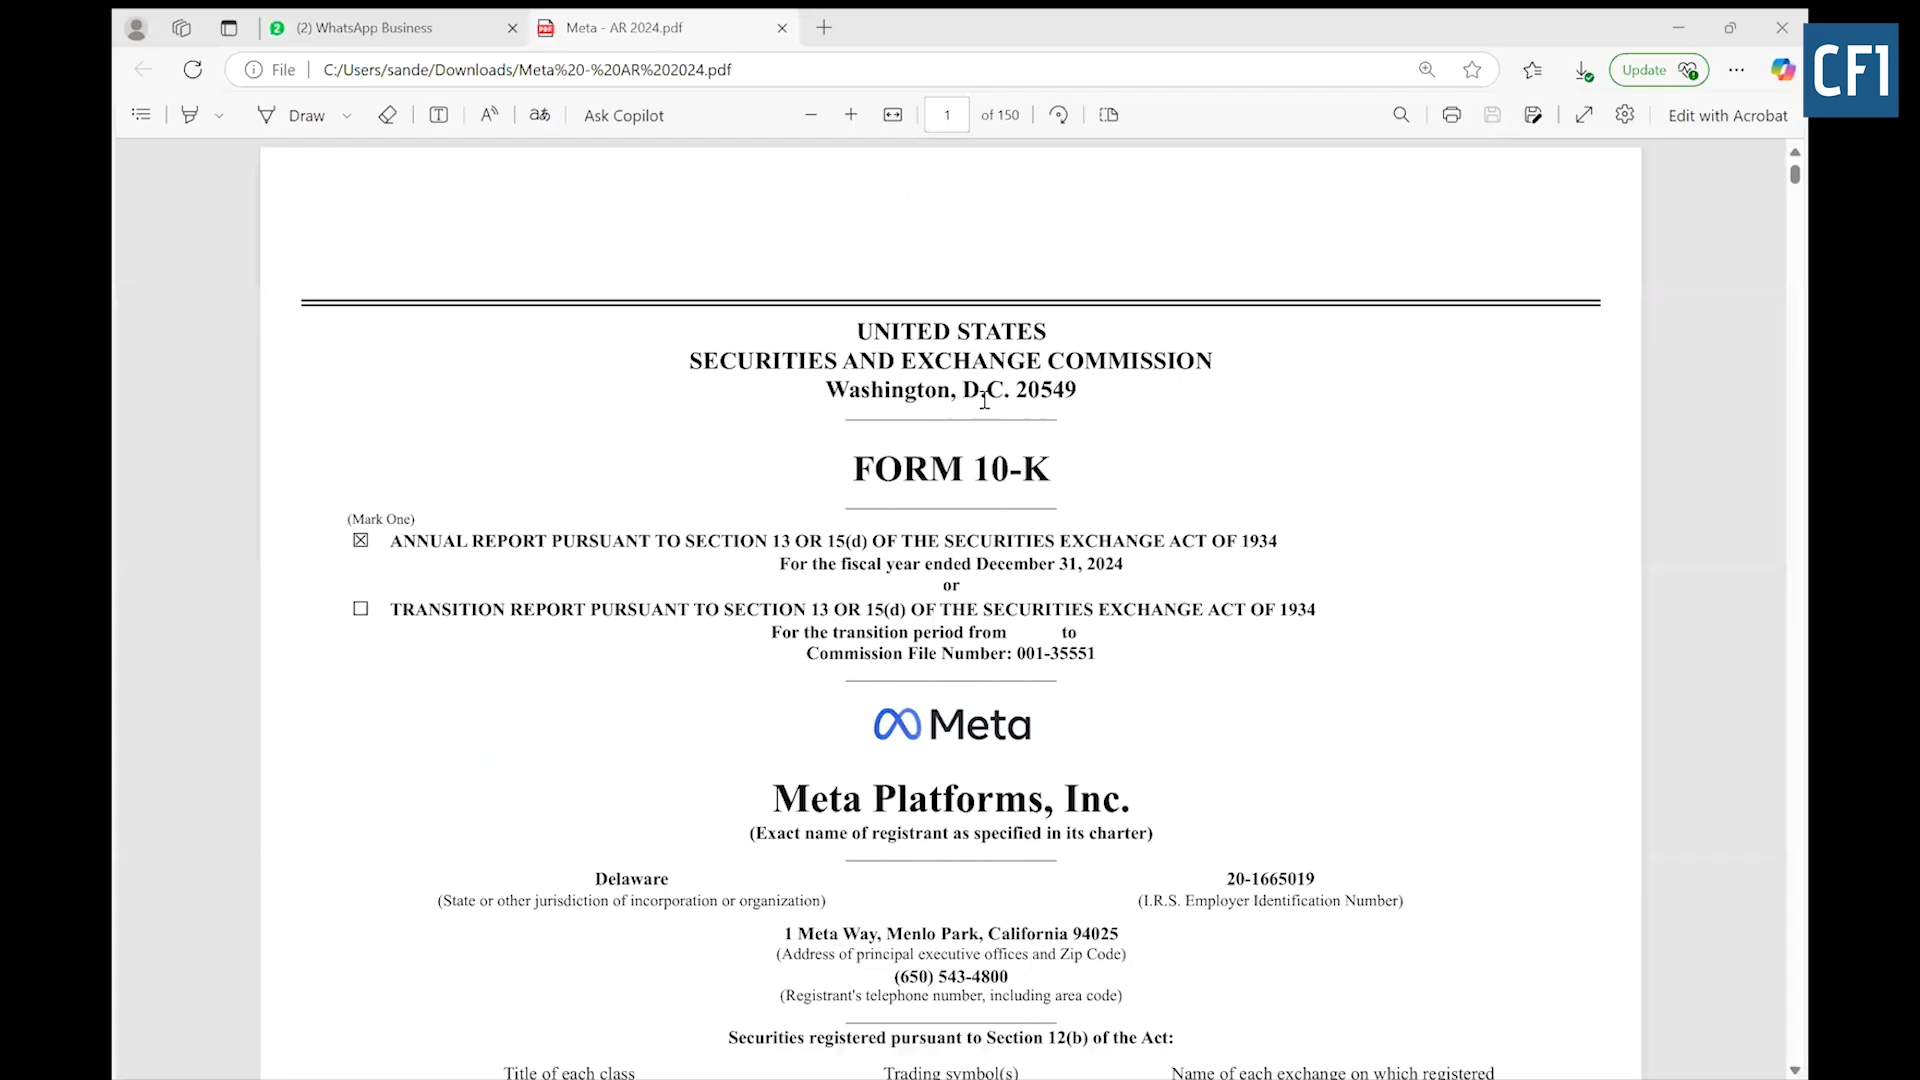 (2) WhatsApp Business
Meta - AR 2024.pdf
CF1
File
C:/Users/sande/Downloads/Meta%20-%20AR%202024.pdf
Update
Draw
Ask Copilot
1 of 150
Edit with Acrobat
UNITED STATES
SECURITIES AND EXCHANGE COMMISSION
Washington, D.C. 20549
FORM 10-K
(Mark One)
☒ ANNUAL REPORT PURSUANT TO SECTION 13 OR 15(d) OF THE SECURITIES EXCHANGE ACT OF 1934
For the fiscal year ended December 31, 2024
or
☐ TRANSITION REPORT PURSUANT TO SECTION 13 OR 15(d) OF THE SECURITIES EXCHANGE ACT OF 1934
For the transition period from to
Commission File Number: 001-35551
Meta
Meta Platforms, Inc.
(Exact name of registrant as specified in its charter)
Delaware
(State or other jurisdiction of incorporation or organization)
20-1665019
(I.R.S. Employer Identification Number)
1 Meta Way, Menlo Park, California 94025
(Address of principal executive offices and Zip Code)
(650) 543-4800
(Registrant's telephone number, including area code)
Securities registered pursuant to Section 12(b) of the Act:
Title of each class
Trading symbol(s)
Name of each exchange on which registered